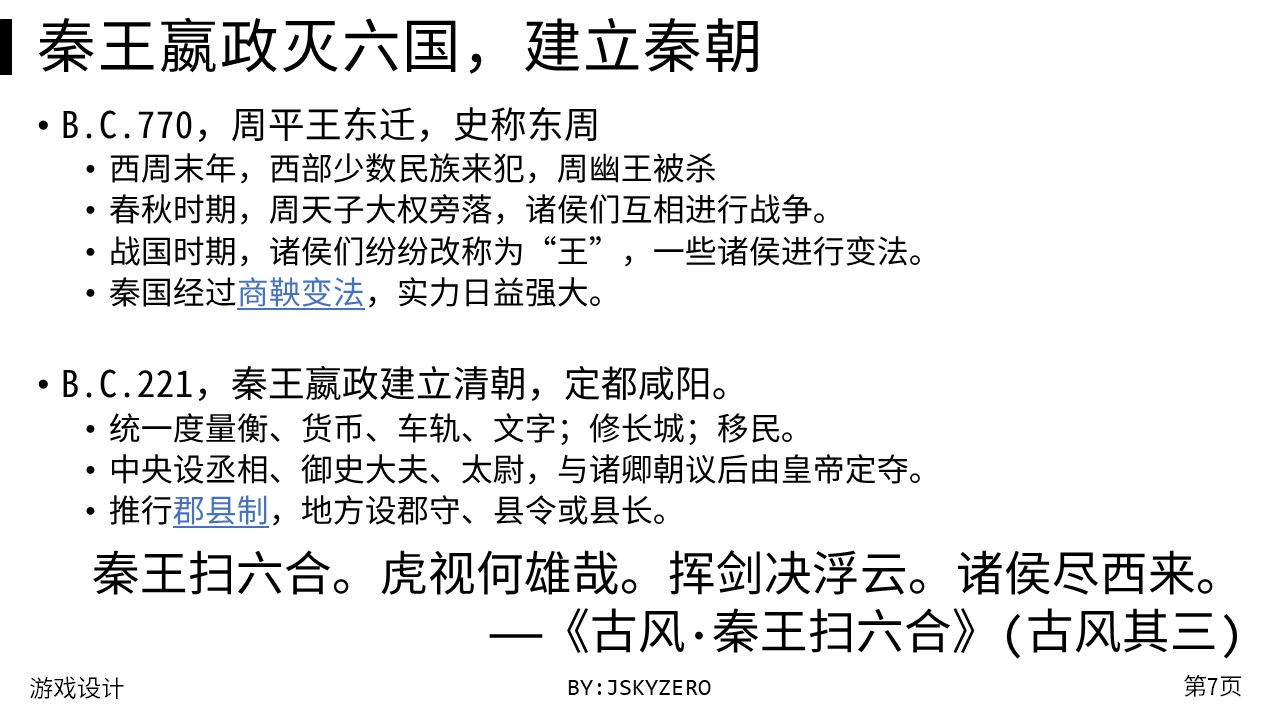 秦王嬴政灭六国，建立秦朝
• B.C.770，周平王东迁，史称东周
• 西周末年，西部少数民族来犯，周幽王被杀
• 春秋时期，周天子大权旁落，诸侯们互相进行战争。
• 战国时期，诸侯们纷纷改称为“王”，一些诸侯进行变法。
• 秦国经过商鞅变法，实力日益强大。
• B.C.221，秦王嬴政建立清朝，定都咸阳。
• 统一度量衡、货币、车轨、文字；修长城；移民。
• 中央设丞相、御史大夫、太尉，与诸卿朝议后由皇帝定夺。
• 推行郡县制，地方设郡守、县令或县长。
秦王扫六合。虎视何雄哉。挥剑决浮云。诸侯尽西来。
—《古风·秦王扫六合》(古风其三)
游戏设计
BY:JSKYZERO
第7页